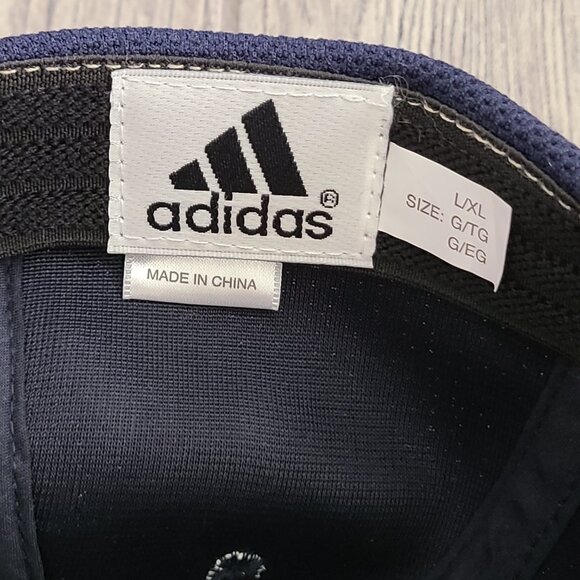 adidas®
MADE IN CHINA
L/XL
SIZE: G/TG
G/EG